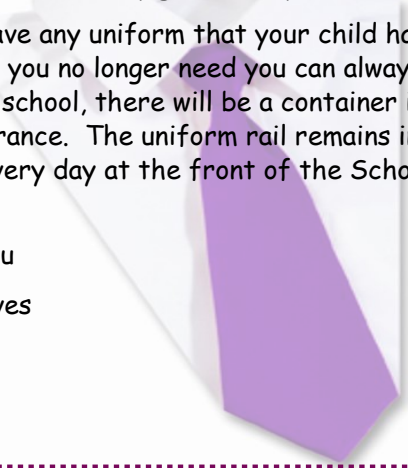 ave any uniform that your child ha
you no longer need you can alway
school, there will be a container
rance. The uniform rail remains i
very day at the front of the Scho
u
ves